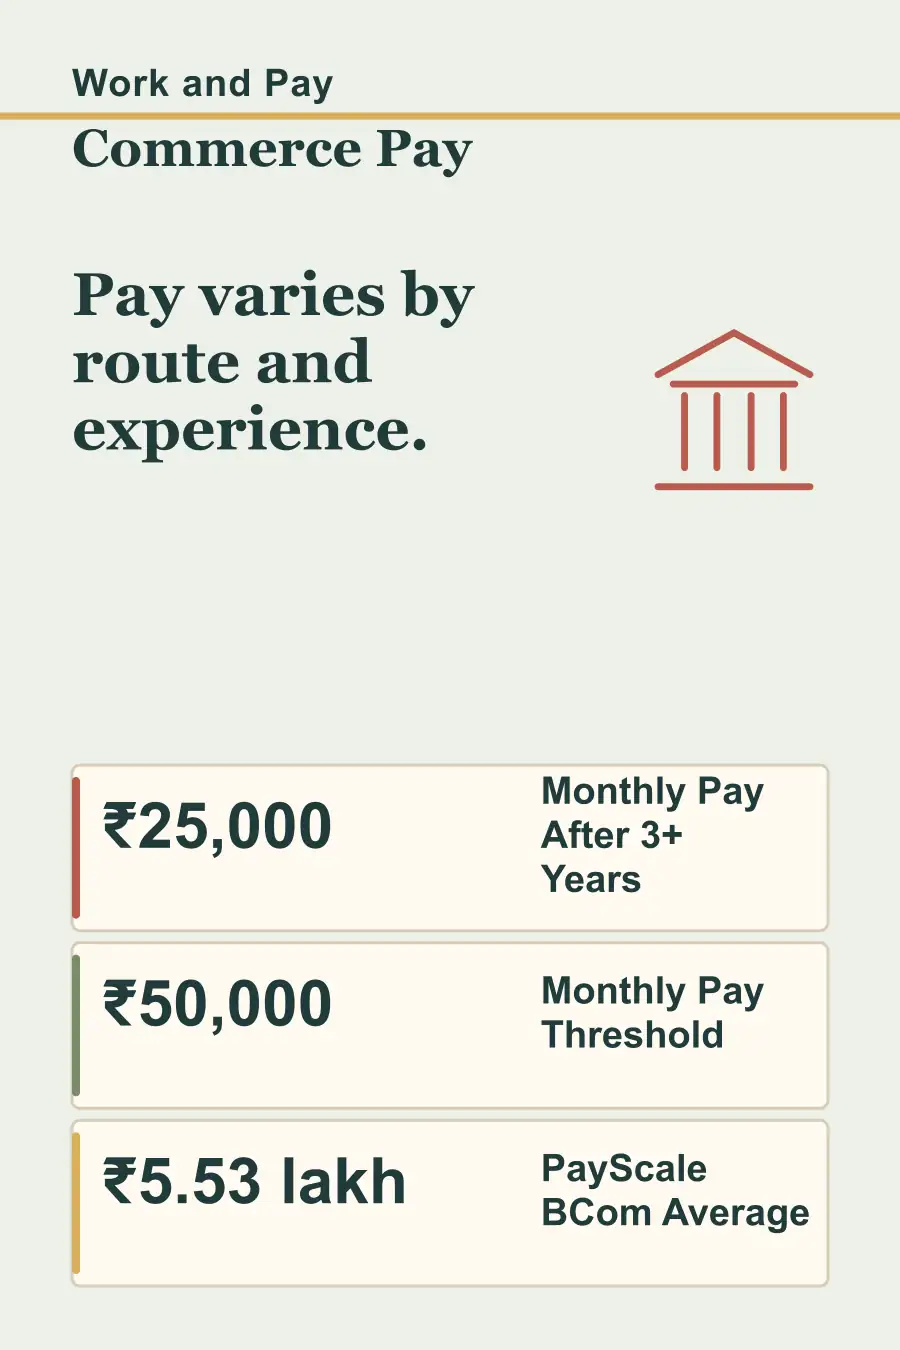 Work and Pay
Commerce Pay
Pay varies by
route and
experience.
₹25,000
Monthly Pay
After 3+
Years
₹50,000
Monthly Pay
Threshold
₹5.53 lakh
PayScale
BCom Average